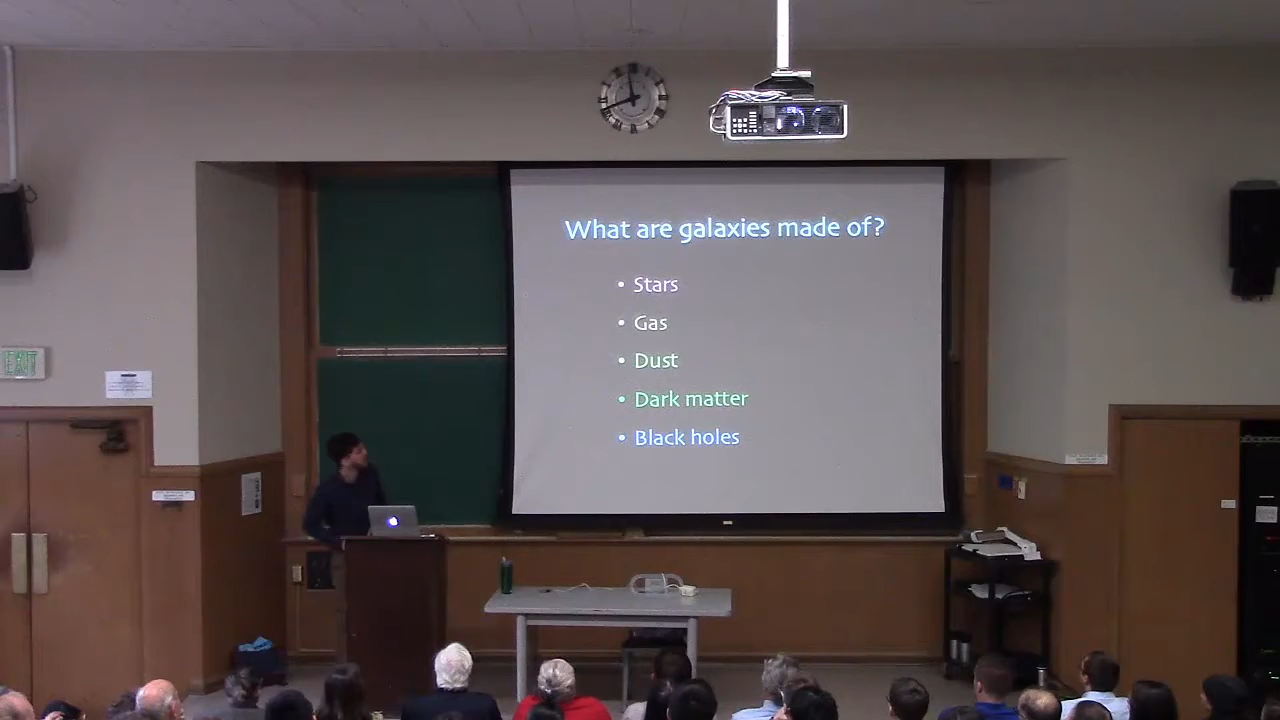 What are galaxies made of?
• Stars
• Gas
• Dust
• Dark matter
• Black holes
EXIT